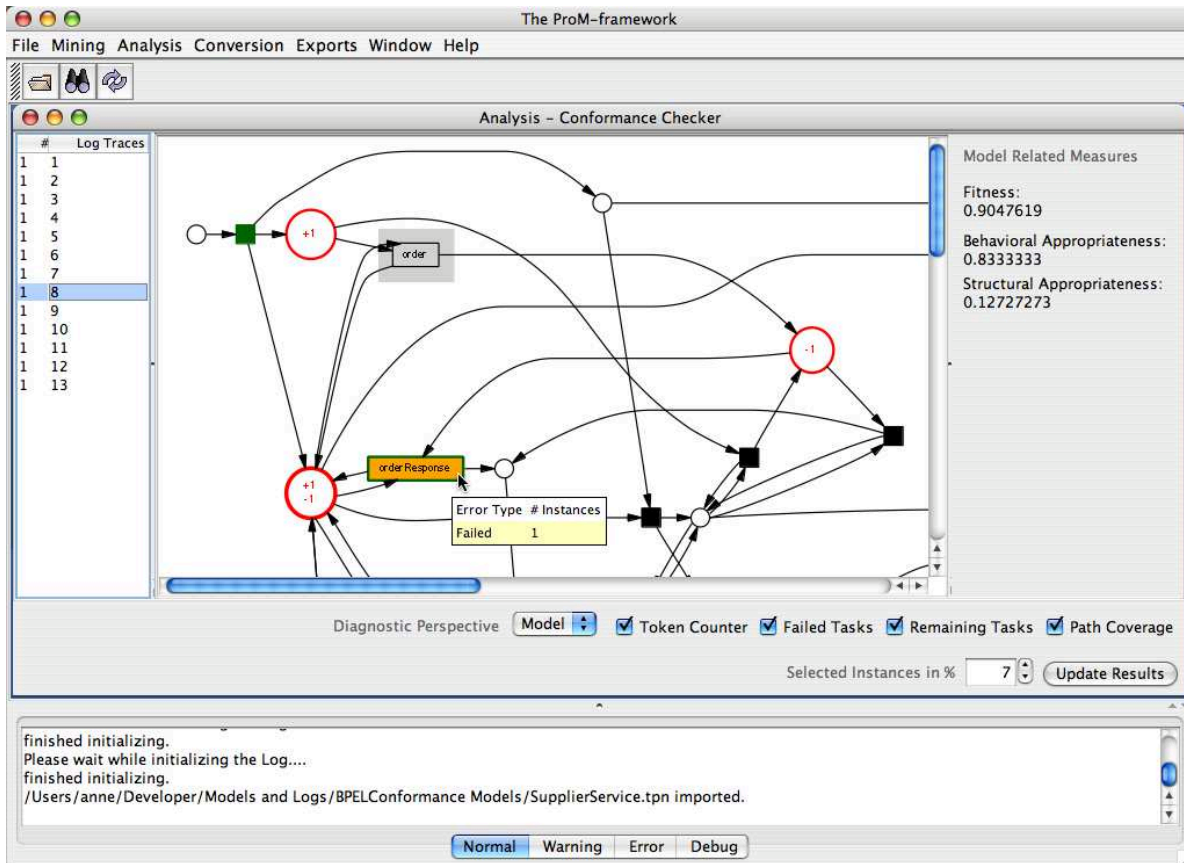 The ProM-framework
File Mining Analysis Conversion Exports Window Help
Analysis – Conformance Checker
# Log Traces
1 1
1 2
1 3
1 4
1 5
1 6
1 7
1 8
1 9
1 10
1 11
1 12
1 13
+1
order
-1
orderResponse
+1
-1
Error Type # Instances
Failed 1
Model Related Measures
Fitness:
0.9047619
Behavioral Appropriateness:
0.8333333
Structural Appropriateness:
0.12727273
Diagnostic Perspective Model Token Counter Failed Tasks Remaining Tasks Path Coverage
Selected Instances in % 7 Update Results
finished initializing.
Please wait while initializing the Log....
finished initializing.
/Users/anne/Developer/Models and Logs/BPELConformance Models/SupplierService.tpn imported.
Normal Warning Error Debug